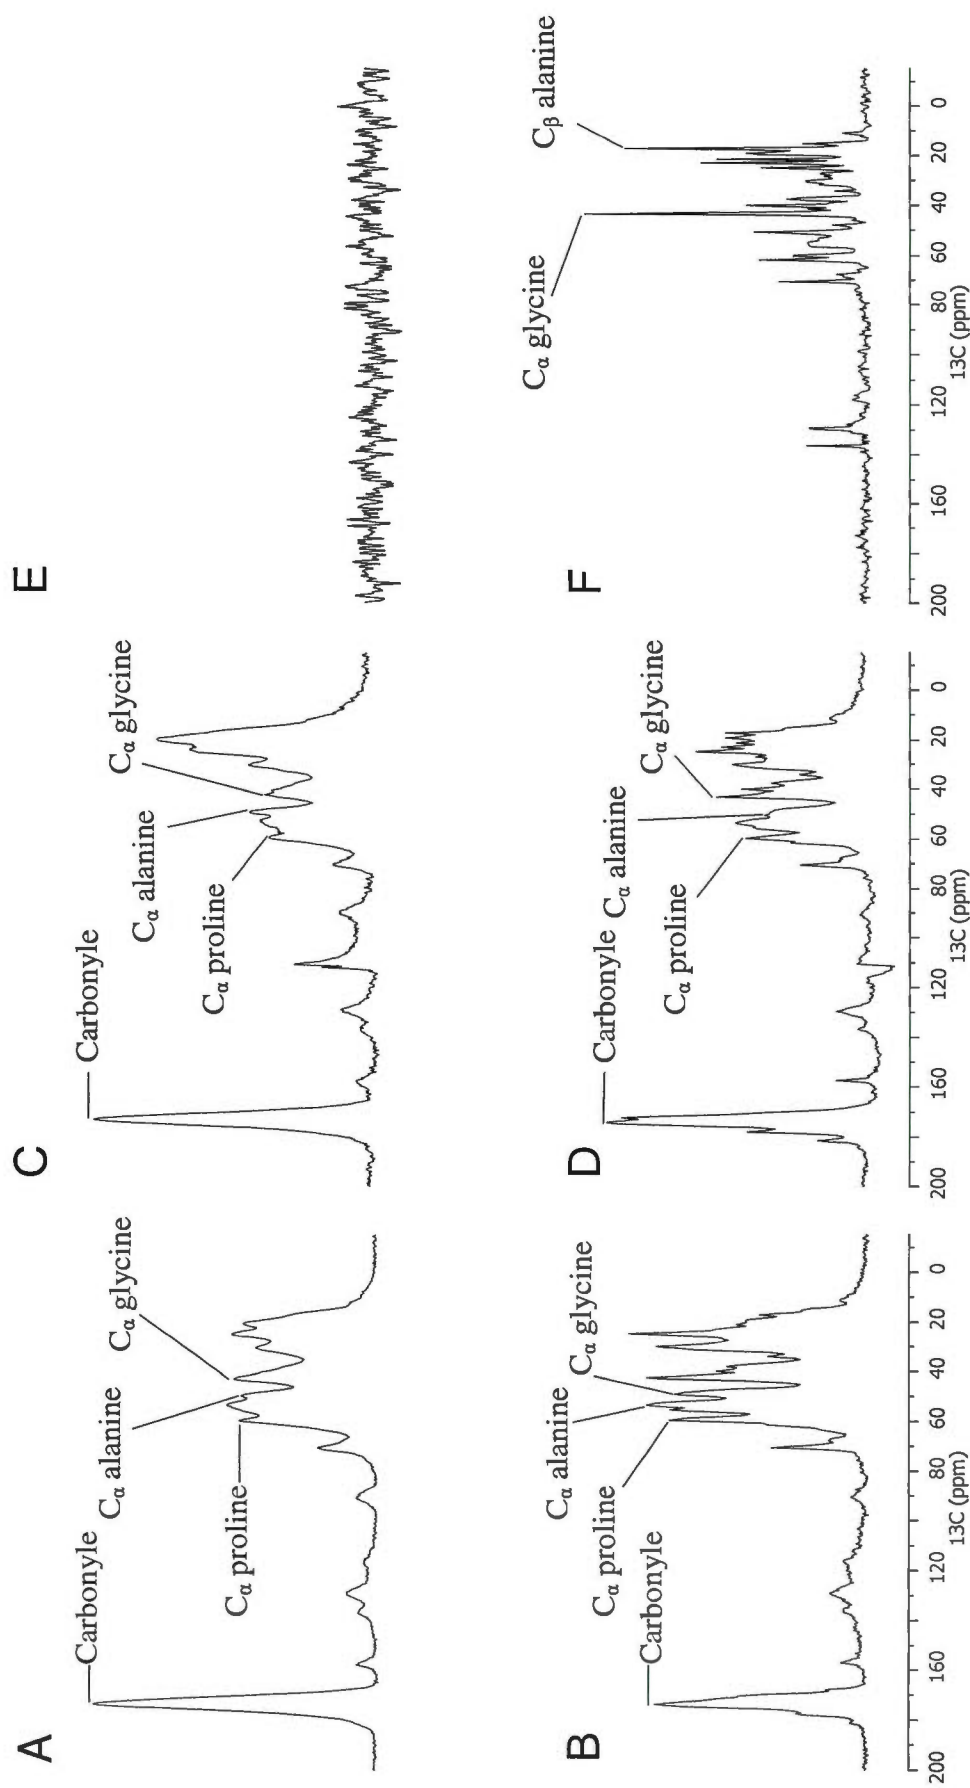 A
Carbonyle
Cα proline
Cα alanine
Cα glycine
C
Carbonyle
Cα proline
Cα alanine
Cα glycine
E
B
Carbonyle
Cα proline
Cα alanine
Cα glycine
200 160 120 80 60 40 20 0
13C (ppm)
D
Carbonyle
Cα proline
Cα alanine
Cα glycine
200 160 120 80 60 40 20 0
13C (ppm)
F
Cα glycine
Cβ alanine
200 160 120 80 60 40 20 0
13C (ppm)